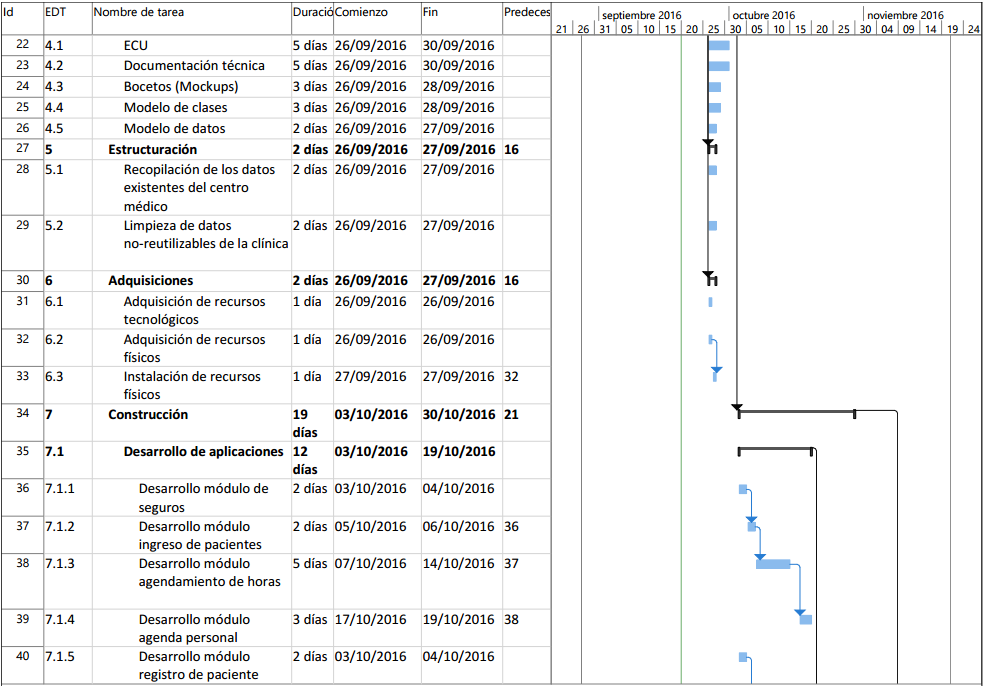 Id EDT Nombre de tarea Duració Comienzo Fin Predeces
septiembre 2016 octubre 2016 noviembre 2016
21 26 31 05 10 15 20 25 30 05 10 15 20 25 30 04 09 14 19 24
22 4.1 ECU 5 días 26/09/2016 30/09/2016
23 4.2 Documentación técnica 5 días 26/09/2016 30/09/2016
24 4.3 Bocetos (Mockups) 3 días 26/09/2016 28/09/2016
25 4.4 Modelo de clases 3 días 26/09/2016 28/09/2016
26 4.5 Modelo de datos 2 días 26/09/2016 27/09/2016
27 5 Estructuración 2 días 26/09/2016 27/09/2016 16
28 5.1 Recopilación de los datos 2 días 26/09/2016 27/09/2016
existentes del centro
médico
29 5.2 Limpieza de datos 2 días 26/09/2016 27/09/2016
no-reutilizables de la clínica
30 6 Adquisiciones 2 días 26/09/2016 27/09/2016 16
31 6.1 Adquisición de recursos 1 día 26/09/2016 26/09/2016
tecnológicos
32 6.2 Adquisición de recursos 1 día 26/09/2016 26/09/2016
físicos
33 6.3 Instalación de recursos 1 día 27/09/2016 27/09/2016 32
físicos
34 7 Construcción 19 03/10/2016 30/10/2016 21
días
35 7.1 Desarrollo de aplicaciones 12 03/10/2016 19/10/2016
días
36 7.1.1 Desarrollo módulo de 2 días 03/10/2016 04/10/2016
seguros
37 7.1.2 Desarrollo módulo 2 días 05/10/2016 06/10/2016 36
ingreso de pacientes
38 7.1.3 Desarrollo módulo 5 días 07/10/2016 14/10/2016 37
agendamiento de horas
39 7.1.4 Desarrollo módulo 3 días 17/10/2016 19/10/2016 38
agenda personal
40 7.1.5 Desarrollo módulo 2 días 03/10/2016 04/10/2016
registro de paciente